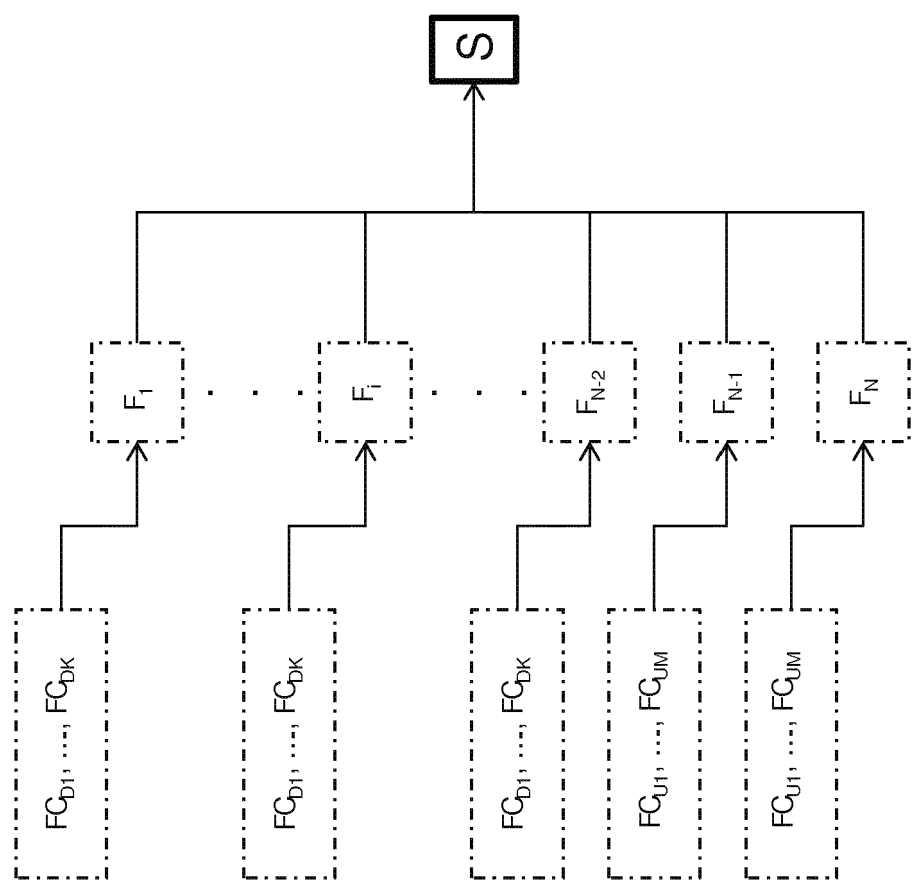 S
F1
Fi
FN-2
FN-1
FN
FCD1, ...., FCDK
FCD1, ...., FCDK
FCD1, ...., FCDK
FCU1, ...., FCUM
FCU1, ...., FCUM